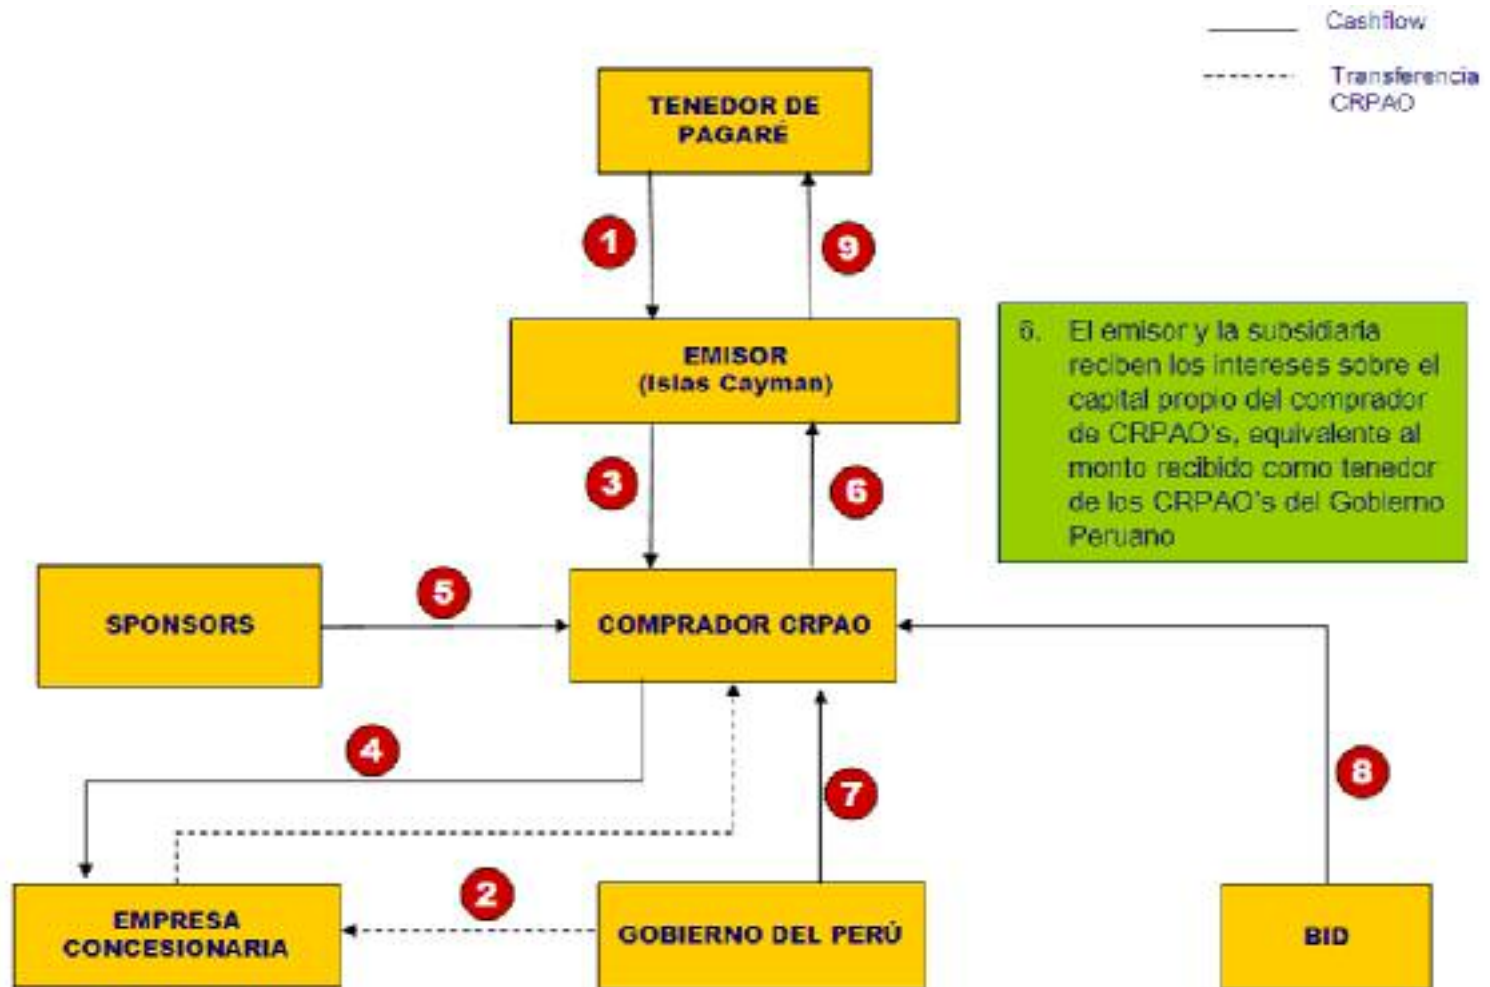 Cashflow
Transferencia
CRPAO
TENEDOR DE
PAGARÉ
1
9
EMISOR
(Islas Cayman)
6. El emisor y la subsidiaria
reciben los intereses sobre el
capital propio del comprador
de CRPAO's, equivalente al
monto recibido como tenedor
de los CRPAO's del Gobierno
Peruano
3
6
SPONSORS
5
COMPRADOR CRPAO
4
7
8
2
EMPRESA
CONCESIONARIA
GOBIERNO DEL PERÚ
BID